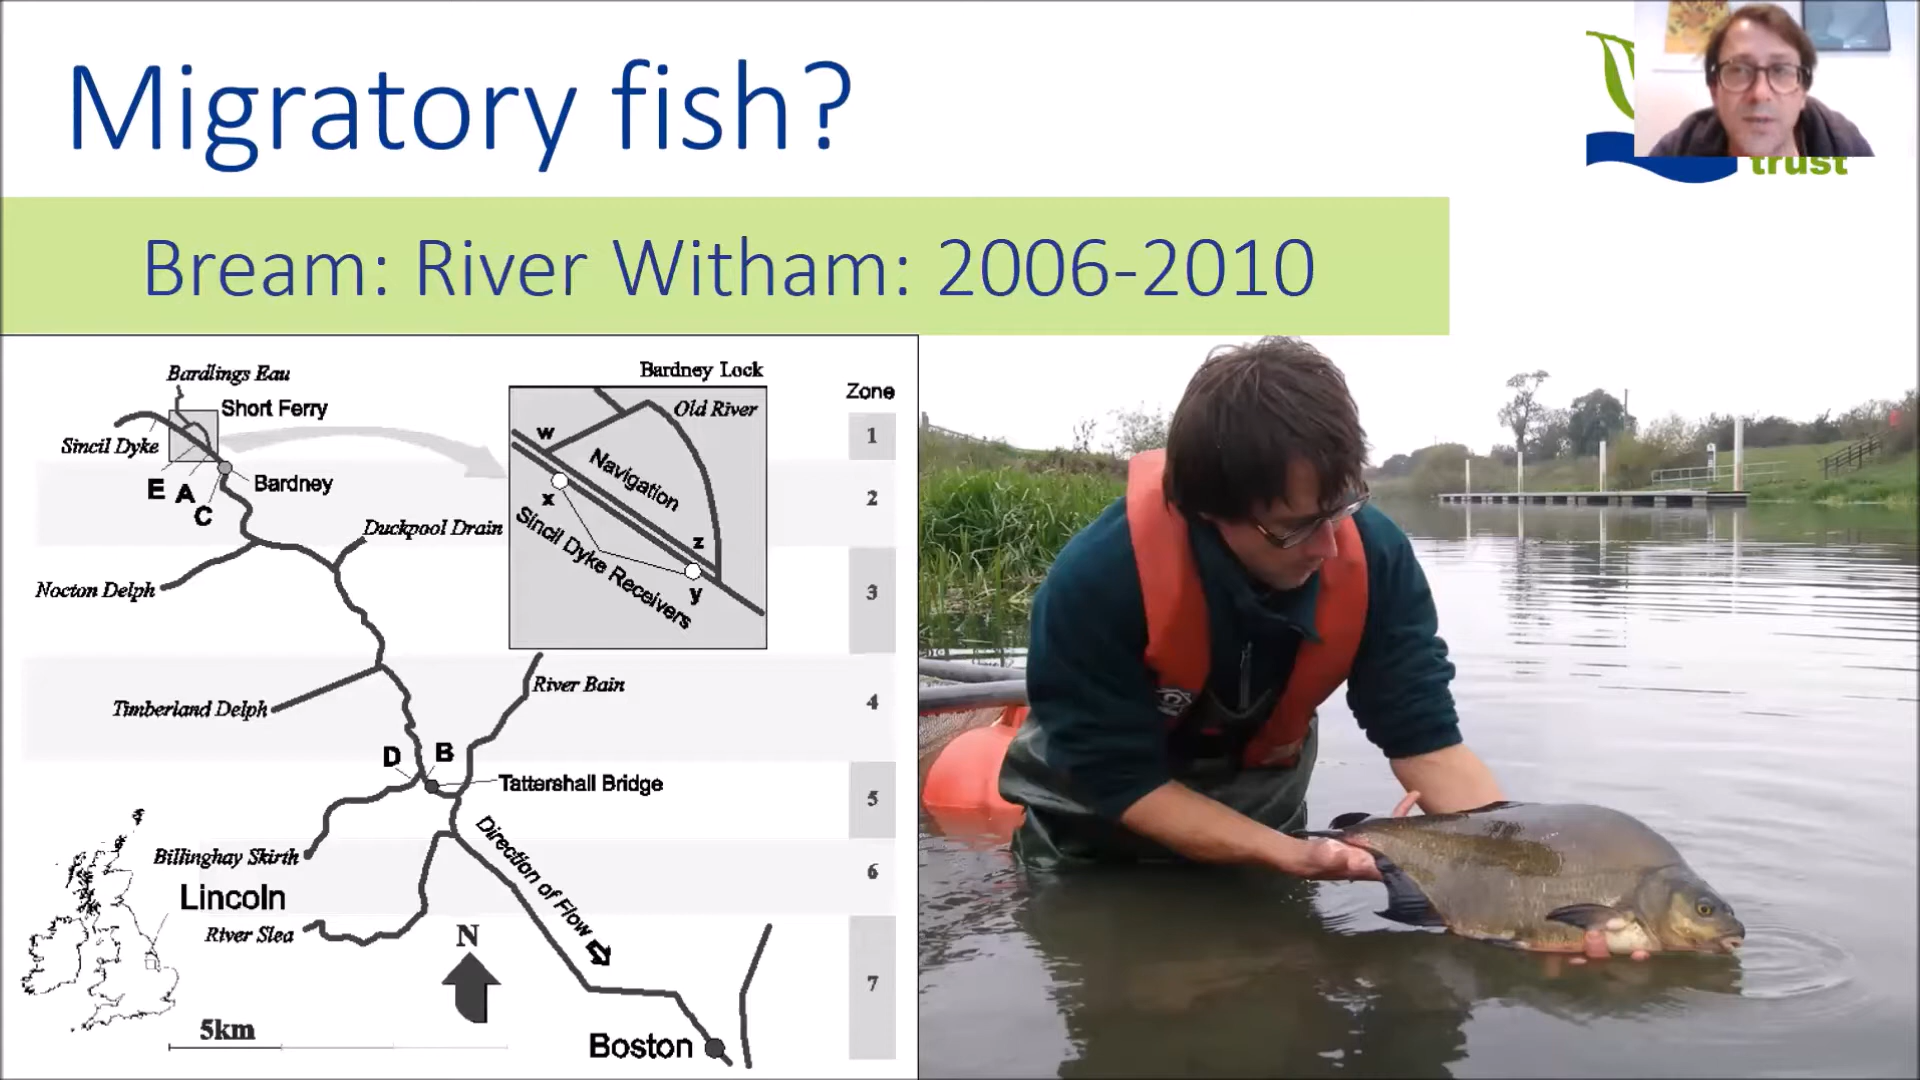 Migratory fish?
trust
Bream: River Witham: 2006-2010
Bardlings Eau
Short Ferry
Sincil Dyke
E A
C
Bardney
Duckpool Drain
Nocton Delph
Timberland Delph
River Bain
D B
Tattershall Bridge
Billinghay Skirth
Lincoln
River Slea
Direction of Flow
N
5km
Boston
Bardney Lock
Old River
w
Navigation
x
Sincil Dyke Receivers
z
y
Zone
1
2
3
4
5
6
7